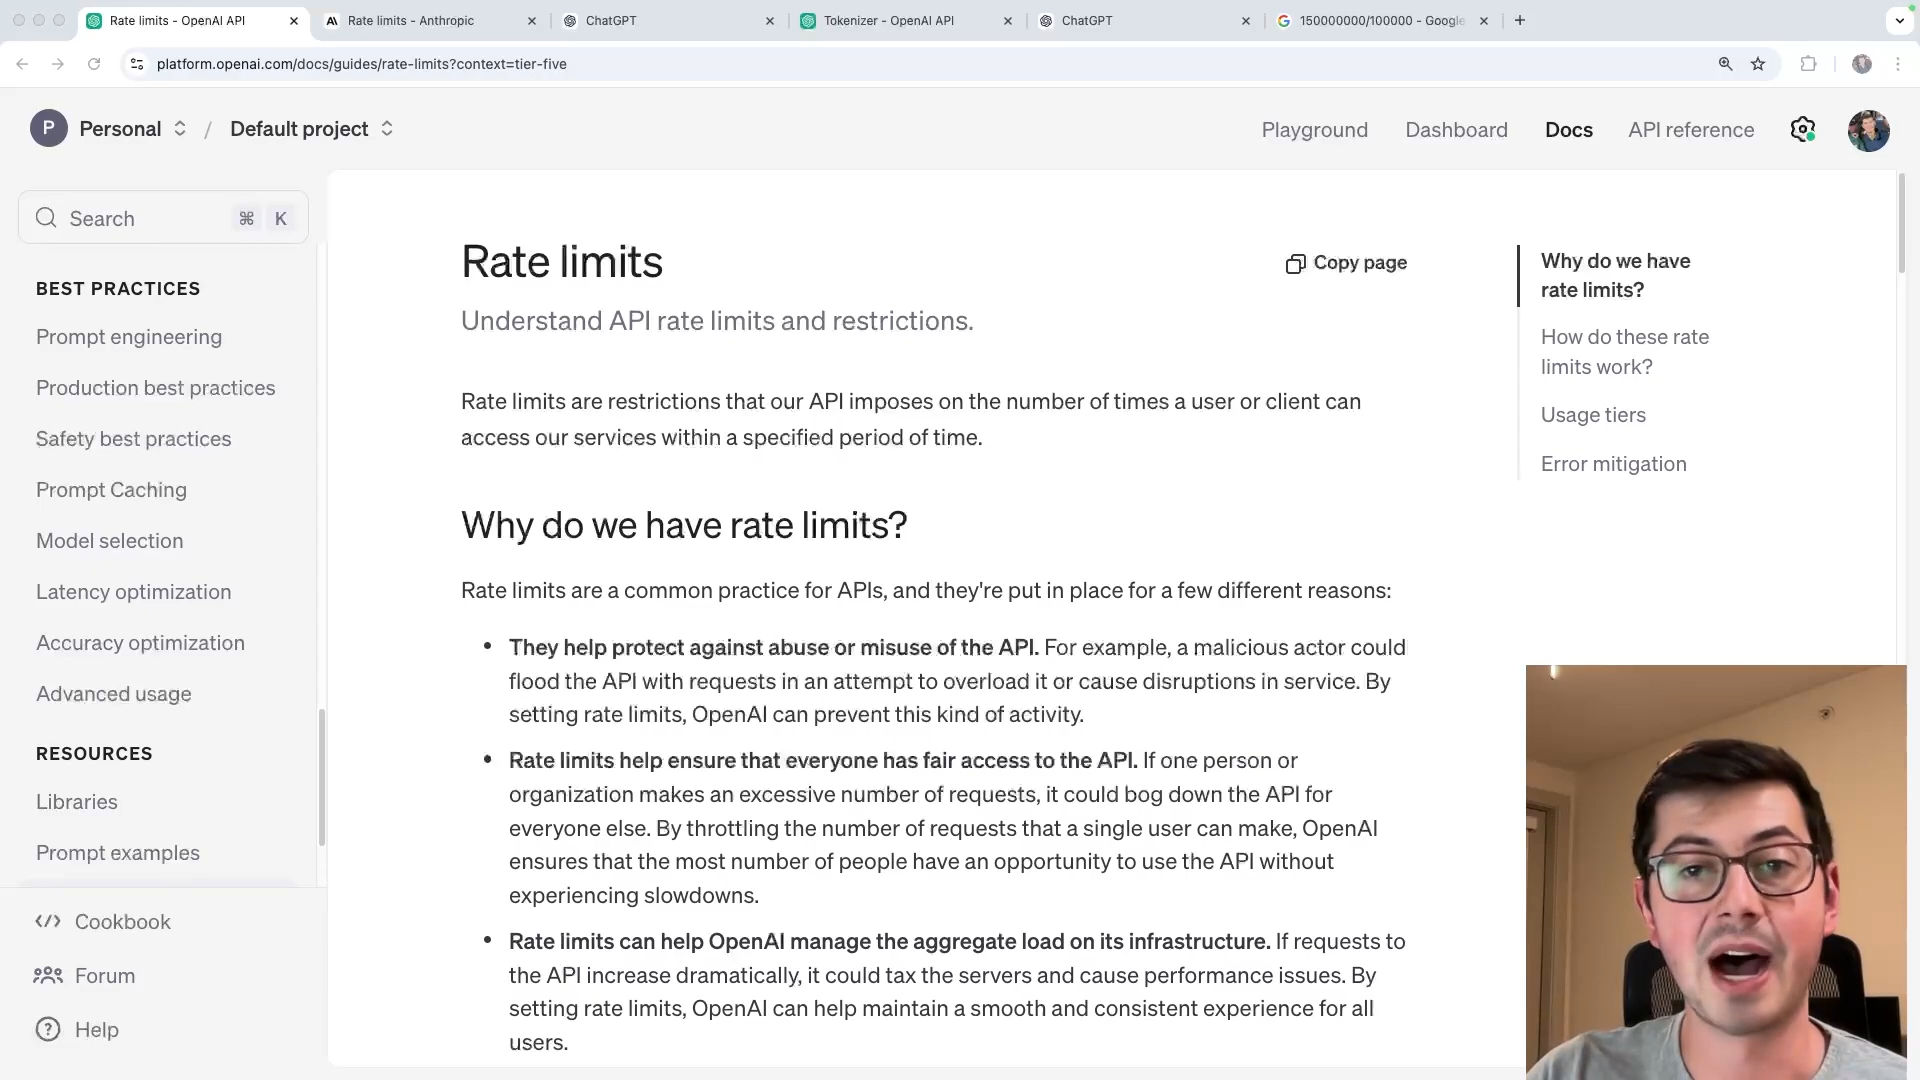 Rate limits - OpenAI API
Rate limits - Anthropic
ChatGPT
Tokenizer - OpenAI API
ChatGPT
150000000/100000 - Google
platform.openai.com/docs/guides/rate-limits?context=tier-five
P Personal / Default project
Playground Dashboard Docs API reference
Search ⌘ K
BEST PRACTICES
Prompt engineering
Production best practices
Safety best practices
Prompt Caching
Model selection
Latency optimization
Accuracy optimization
Advanced usage
RESOURCES
Libraries
Prompt examples
Cookbook
Forum
Help
Rate limits
Copy page
Understand API rate limits and restrictions.
Rate limits are restrictions that our API imposes on the number of times a user or client can
access our services within a specified period of time.
Why do we have rate limits?
Rate limits are a common practice for APIs, and they're put in place for a few different reasons:
• They help protect against abuse or misuse of the API. For example, a malicious actor could
flood the API with requests in an attempt to overload it or cause disruptions in service. By
setting rate limits, OpenAI can prevent this kind of activity.
• Rate limits help ensure that everyone has fair access to the API. If one person or
organization makes an excessive number of requests, it could bog down the API for
everyone else. By throttling the number of requests that a single user can make, OpenAI
ensures that the most number of people have an opportunity to use the API without
experiencing slowdowns.
• Rate limits can help OpenAI manage the aggregate load on its infrastructure. If requests to
the API increase dramatically, it could tax the servers and cause performance issues. By
setting rate limits, OpenAI can help maintain a smooth and consistent experience for all
users.
Why do we have
rate limits?
How do these rate
limits work?
Usage tiers
Error mitigation